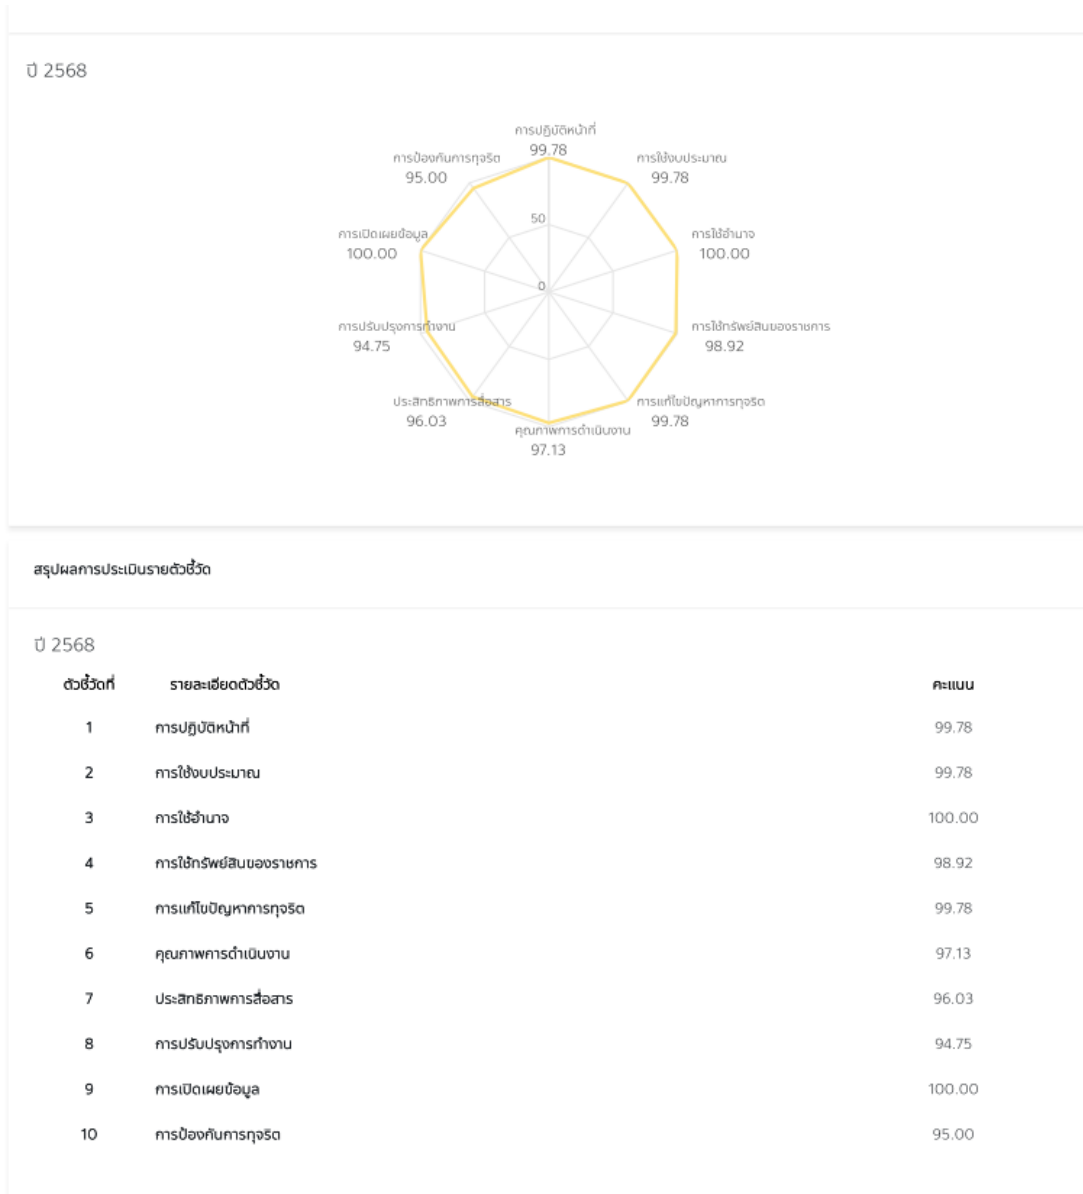 ปี 2568
การปฏิบัติหน้าที่
99.78
การป้องกันการทุจริต
95.00
การใช้งบประมาณ
99.78
50
การเปิดเผยข้อมูล
100.00
การใช้อำนาจ
100.00
0
การปรับปรุงการทำงาน
94.75
การใช้ทรัพย์สินของราชการ
98.92
ประสิทธิภาพการสื่อสาร
96.03
การแก้ไขปัญหาการทุจริต
99.78
คุณภาพการดำเนินงาน
97.13
สรุปผลการประเมินรายตัวชี้วัด
ปี 2568
ตัวชี้วัดที่ รายละเอียดตัวชี้วัด คะแนน
1 การปฏิบัติหน้าที่ 99.78
2 การใช้งบประมาณ 99.78
3 การใช้อำนาจ 100.00
4 การใช้ทรัพย์สินของราชการ 98.92
5 การแก้ไขปัญหาการทุจริต 99.78
6 คุณภาพการดำเนินงาน 97.13
7 ประสิทธิภาพการสื่อสาร 96.03
8 การปรับปรุงการทำงาน 94.75
9 การเปิดเผยข้อมูล 100.00
10 การป้องกันการทุจริต 95.00